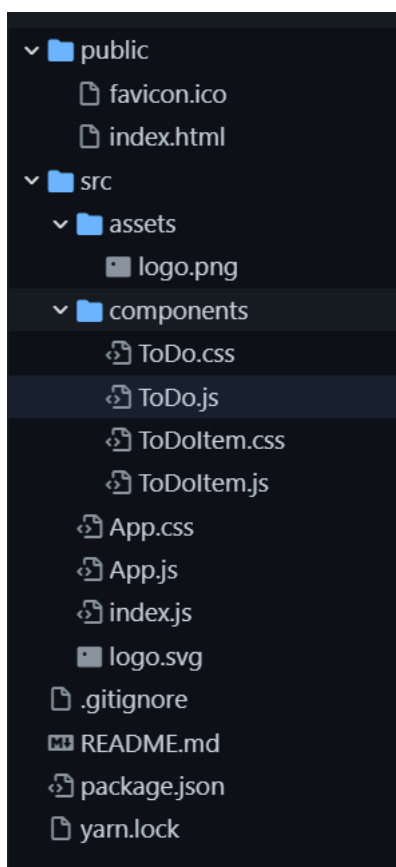 public
favicon.ico
index.html
src
assets
logo.png
components
ToDo.css
ToDo.js
ToDoItem.css
ToDoItem.js
App.css
App.js
index.js
logo.svg
.gitignore
README.md
package.json
yarn.lock